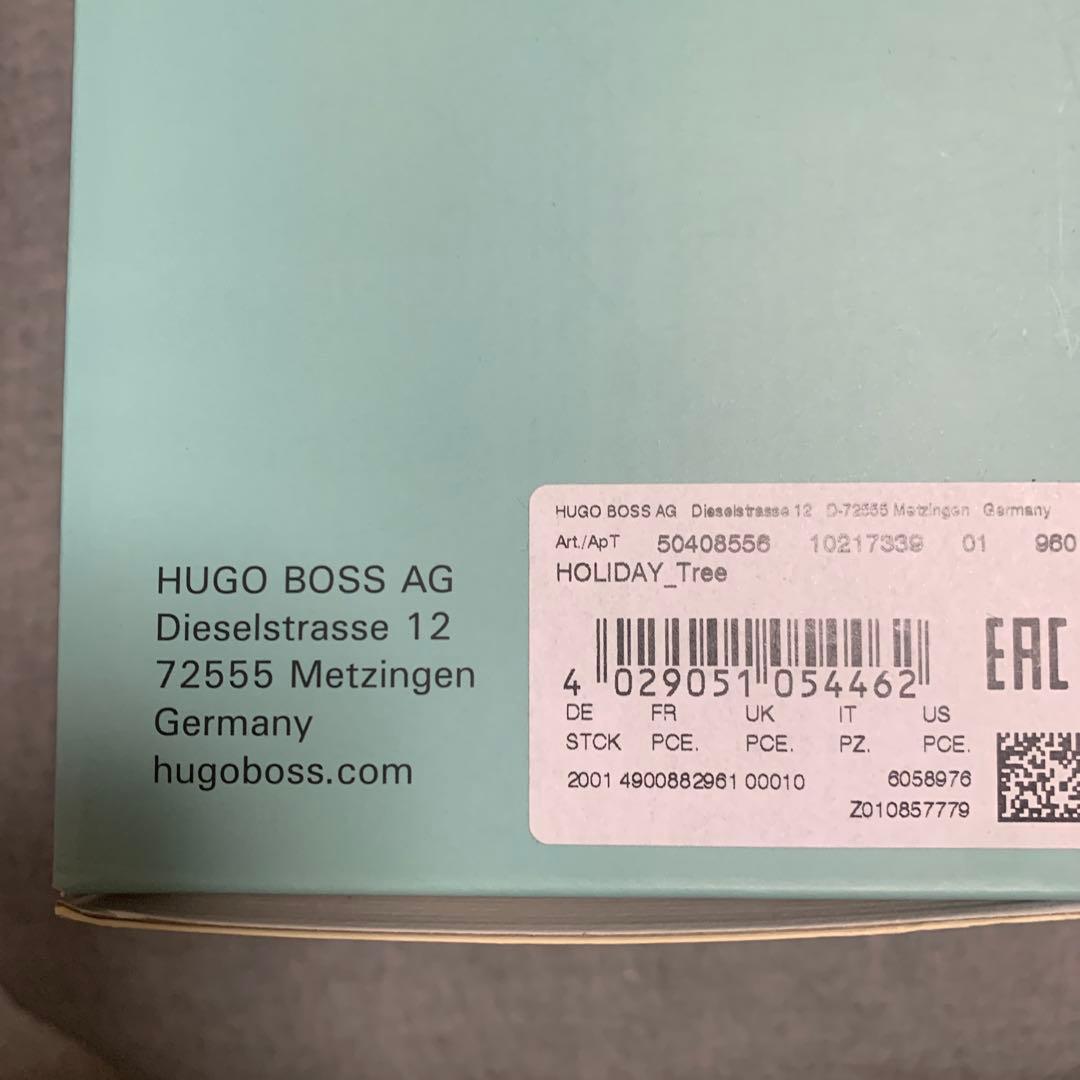 HUGO BOSS AG
Dieselstrasse 12
72555 Metzingen
Germany
hugoboss.com
HUGO BOSS AG Dieselstrasse 12 D-72555 Metzingen Germany
Art./ApT 50408556 10217339 01 960
HOLIDAY_Tree
4 029051 054462
EAC
DE FR UK IT US
STCK PCE. PCE. PZ. PCE.
2001 4900882961 00010 6058976
Z010857779